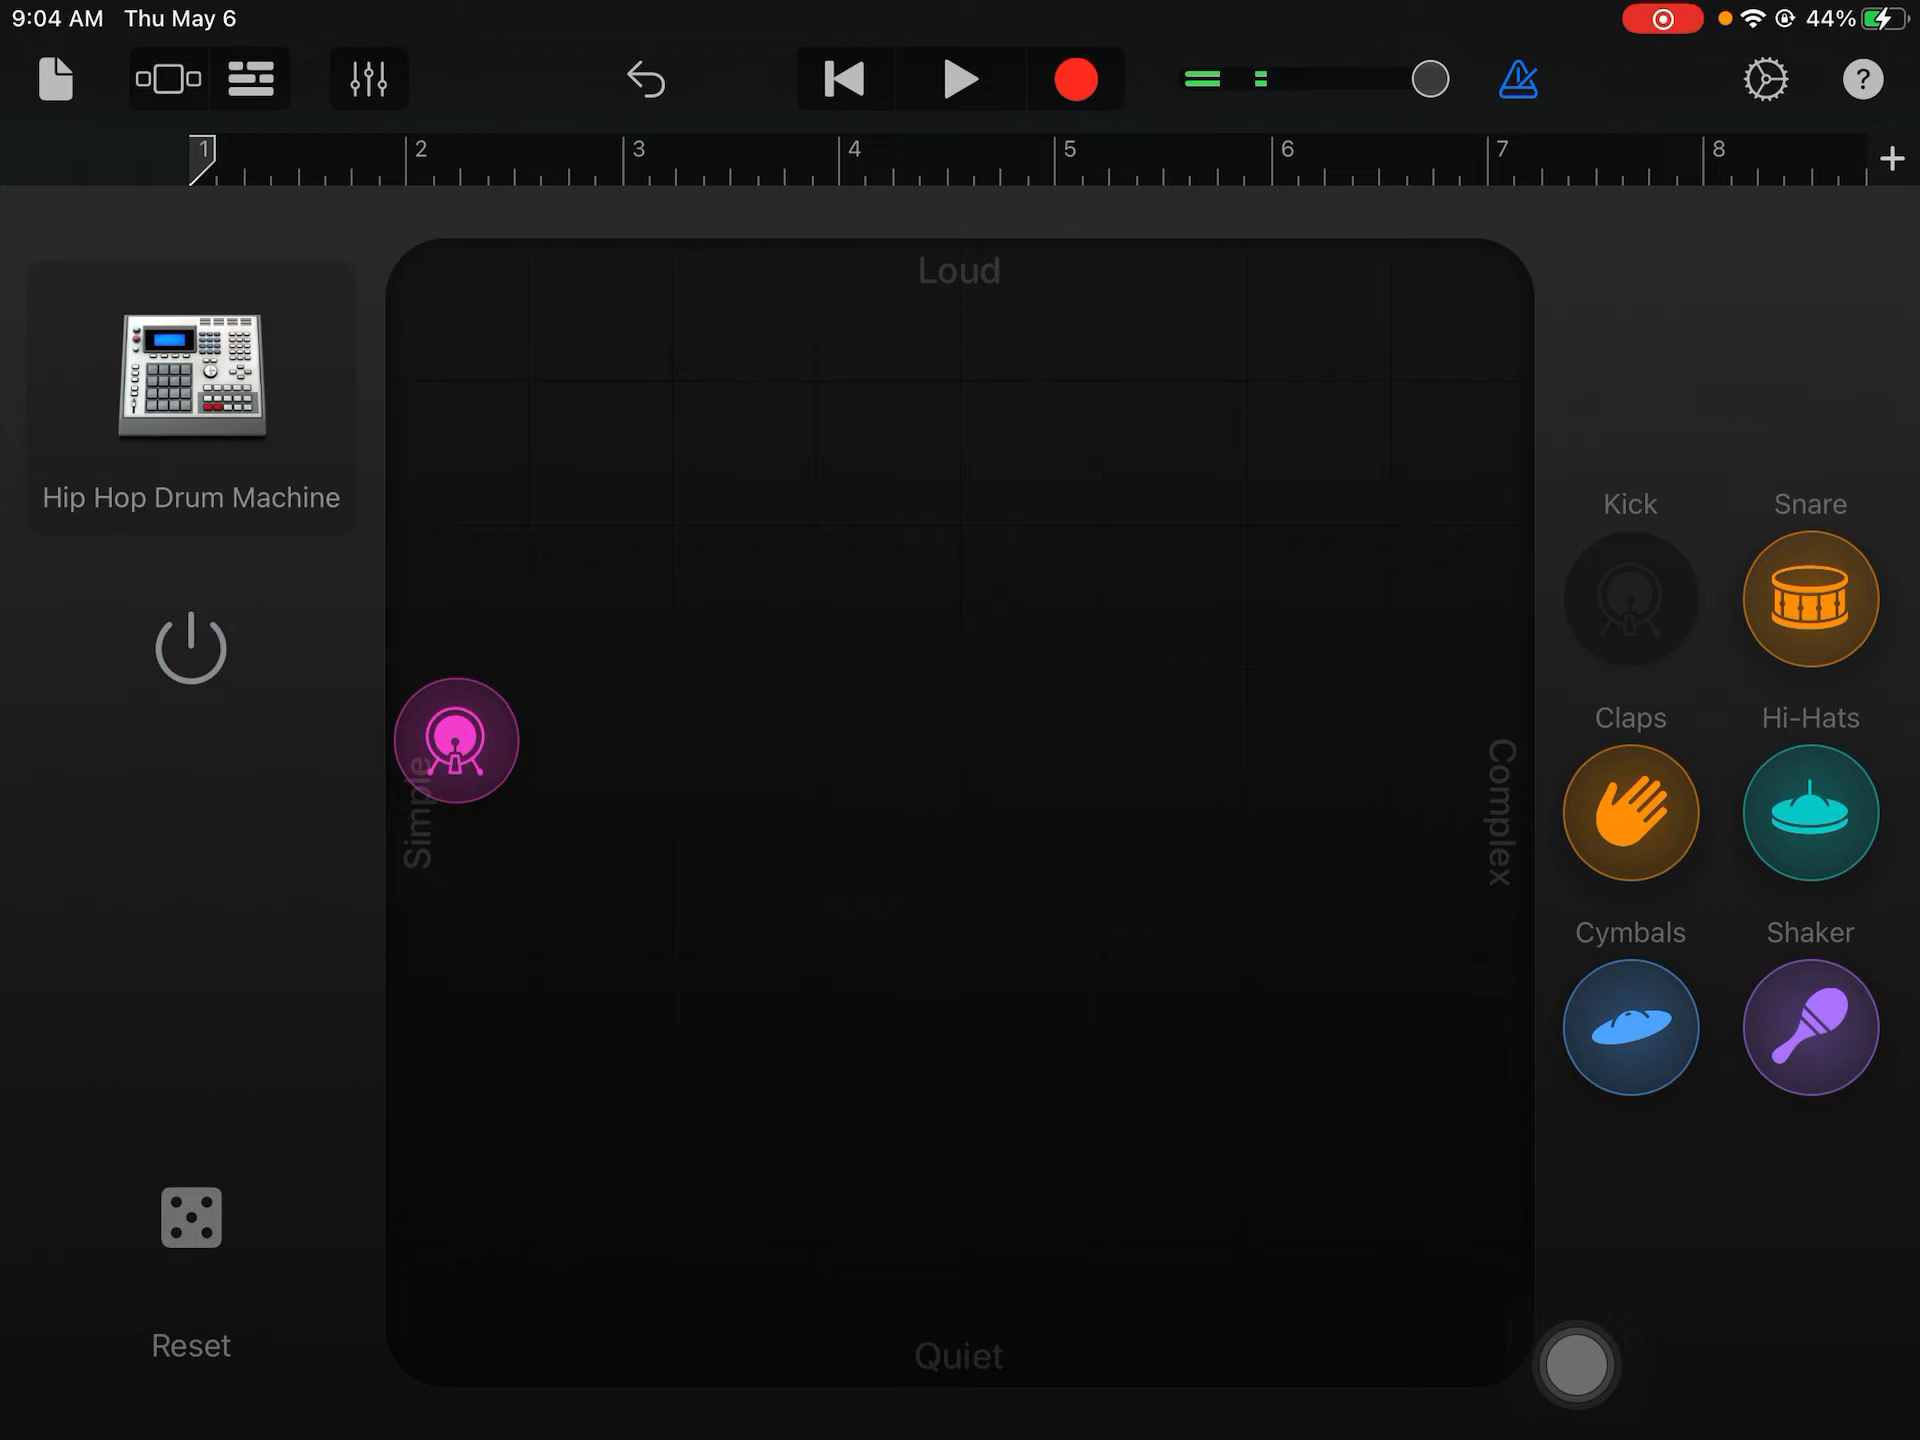 9:04 AM Thu May 6
44%
1 2 3 4 5 6 7 8
Loud
Hip Hop Drum Machine
Kick Snare
Claps Hi-Hats
Simple
Complex
Cymbals Shaker
Reset
Quiet